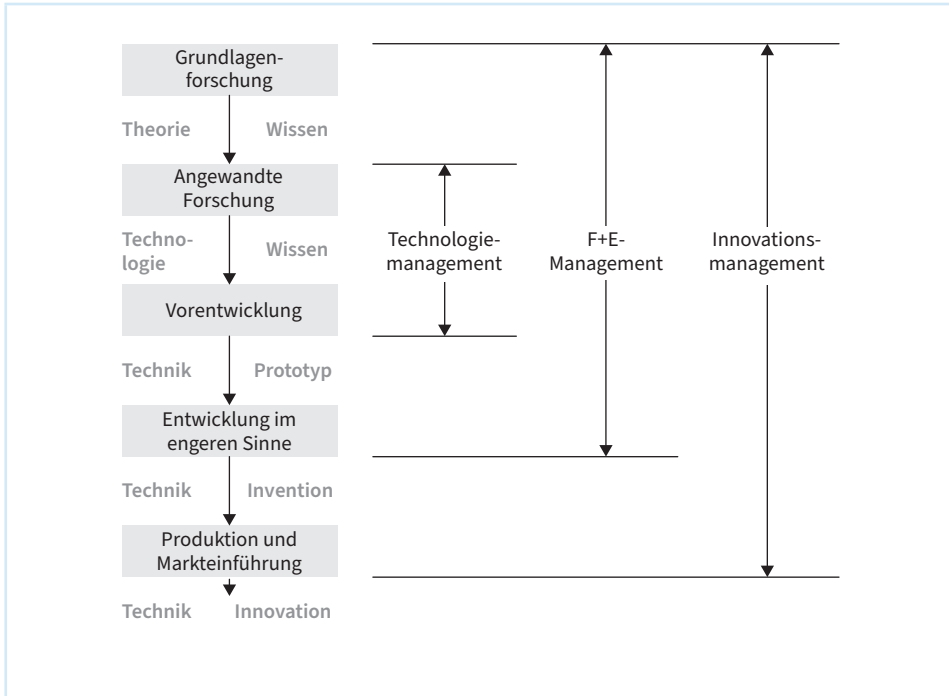 Grundlagen-
forschung
Theorie Wissen
Angewandte
Forschung
Techno-
logie
Wissen
Technologie-
management
F+E-
Management
Innovations-
management
Vorentwicklung
Technik Prototyp
Entwicklung im
engeren Sinne
Technik Invention
Produktion und
Markteinführung
Technik Innovation